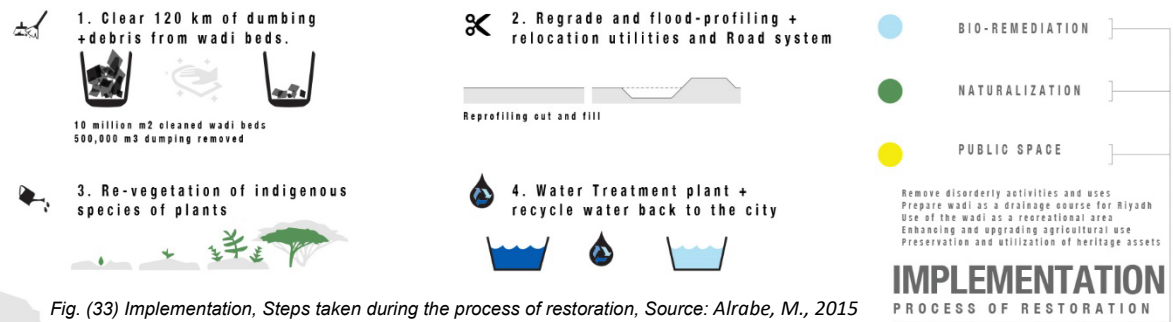 1. Clear 120 km of dumbing
+debris from wadi beds.
10 million m2 cleaned wadi beds
500,000 m3 dumping removed
2. Regrade and flood-profiling +
relocation utilities and Road system
Reprofiling cut and fill
3. Re-vegetation of indigenous
species of plants
4. Water Treatment plant +
recycle water back to the city
BIO-REMEDIATION
NATURALIZATION
PUBLIC SPACE
Remove disorderly activities and uses
Prepare wadi as a drainage course for Riyadh
Use of the wadi as a recreational area
Enhancing and upgrading agricultural use
Preservation and utilization of heritage assets
IMPLEMENTATION
PROCESS OF RESTORATION
Fig. (33) Implementation, Steps taken during the process of restoration, Source: Alrabe, M., 2015